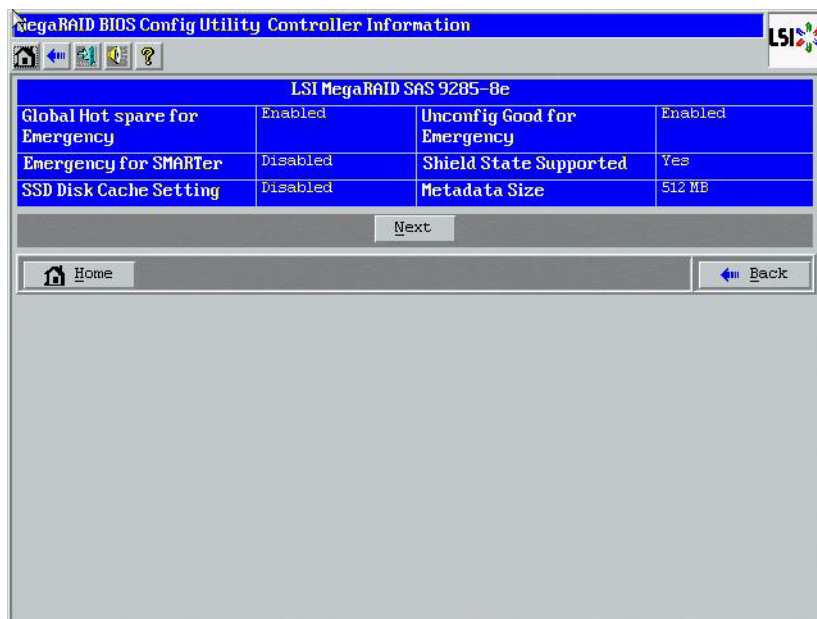 MegaRAID BIOS Config Utility Controller Information
LSI
LSI MegaRAID SAS 9285-8e
Global Hot spare for Emergency
Enabled
Unconfig Good for Emergency
Enabled
Emergency for SMARTer
Disabled
Shield State Supported
Yes
SSD Disk Cache Setting
Disabled
Metadata Size
512 MB
Next
Home
Back